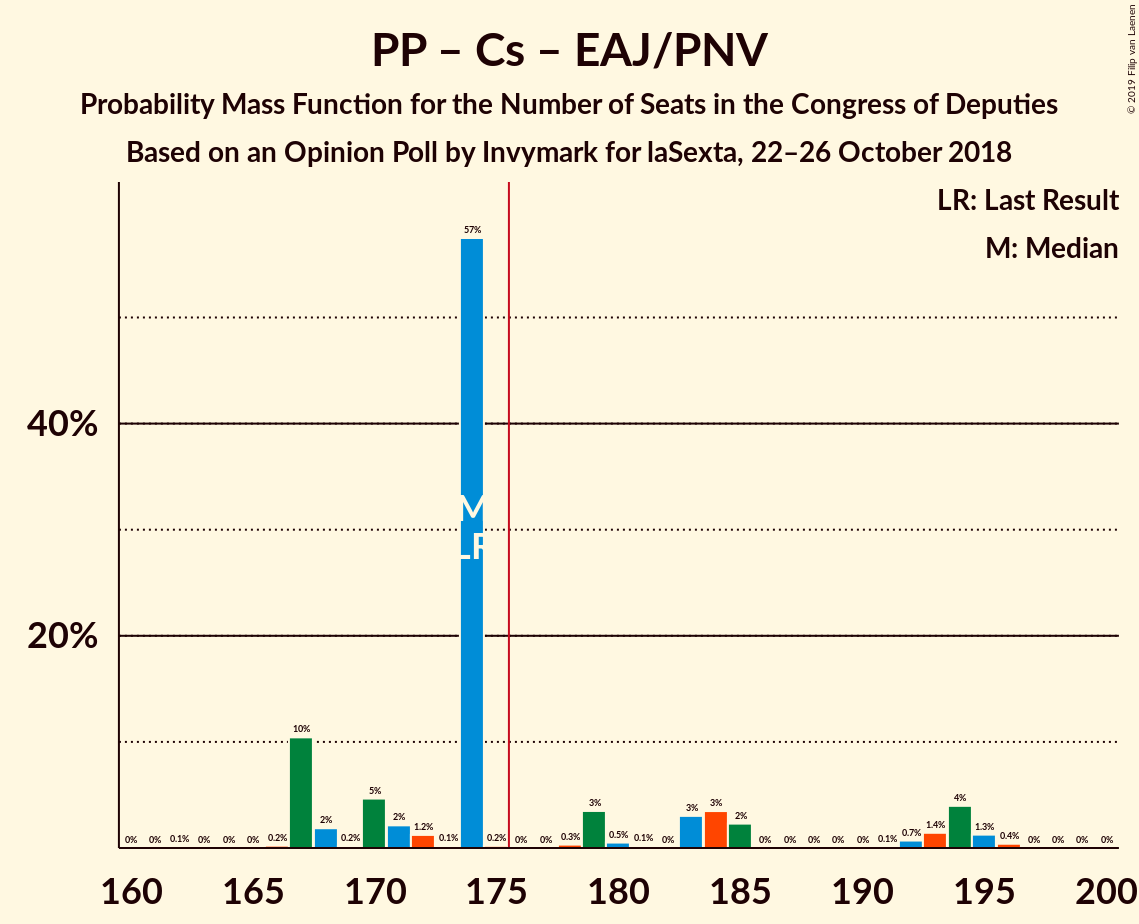 PP – Cs – EAJ/PNV
Probability Mass Function for the Number of Seats in the Congress of Deputies
Based on an Opinion Poll by Invymark for laSexta, 22–26 October 2018
© 2019 Filip van Laenen
LR: Last Result
M: Median
40%
20%
0% 0% 0.1% 0% 0% 0% 0.2% 10% 2% 0.2% 5% 2% 1.2% 0.1% 57% 0.2% 0% 0% 0.3% 3% 0.5% 0.1% 0% 3% 3% 2% 0% 0% 0% 0% 0% 0.1% 0.7% 1.4% 4% 1.3% 0.4% 0% 0% 0% 0%
M
LR
160 165 170 175 180 185 190 195 200